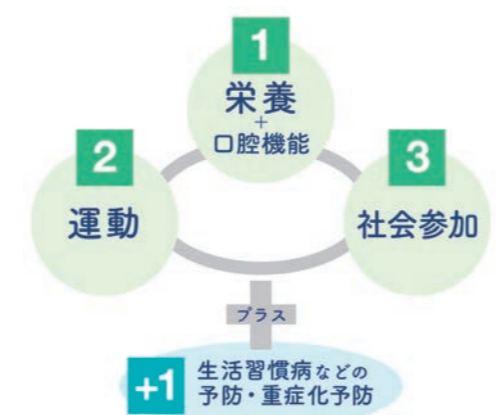 1
栄養
+
口腔機能
2
運動
3
社会参加
プラス
+1
生活習慣病などの
予防・重症化予防